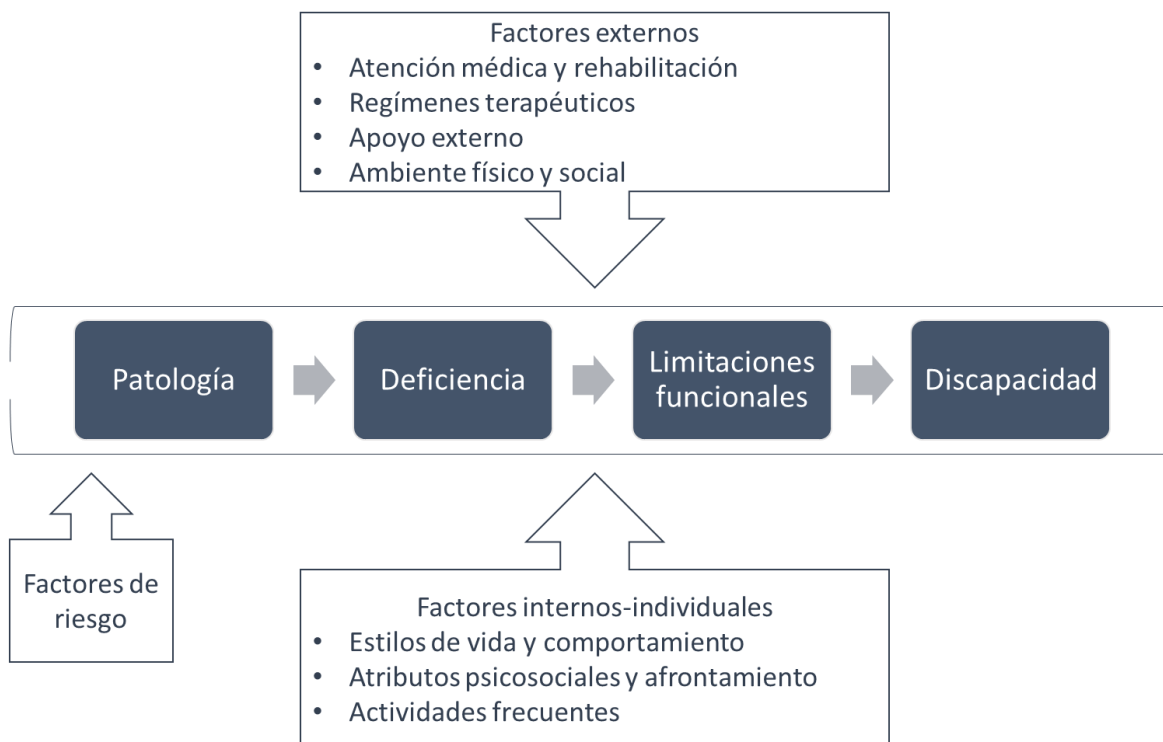 Factores externos
• Atención médica y rehabilitación
• Regímenes terapéuticos
• Apoyo externo
• Ambiente físico y social
Patología
Deficiencia
Limitaciones
funcionales
Discapacidad
Factores de
riesgo
Factores internos-individuales
• Estilos de vida y comportamiento
• Atributos psicosociales y afrontamiento
• Actividades frecuentes